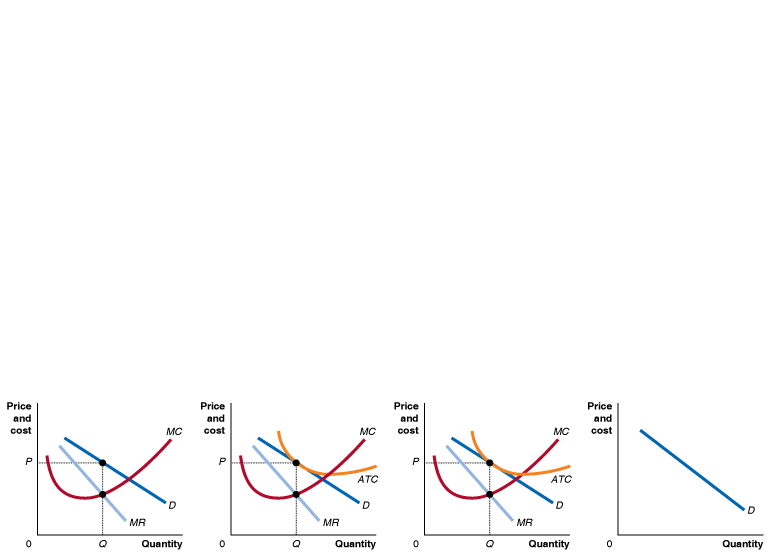 Price
and
cost
MC
P
ATC
D
MR
0
Q
Quantity
Price
and
cost
MC
P
ATC
D
MR
0
Q
Quantity
Price
and
cost
MC
P
D
MR
0
Q
Quantity
Price
and
cost
D
0
Quantity